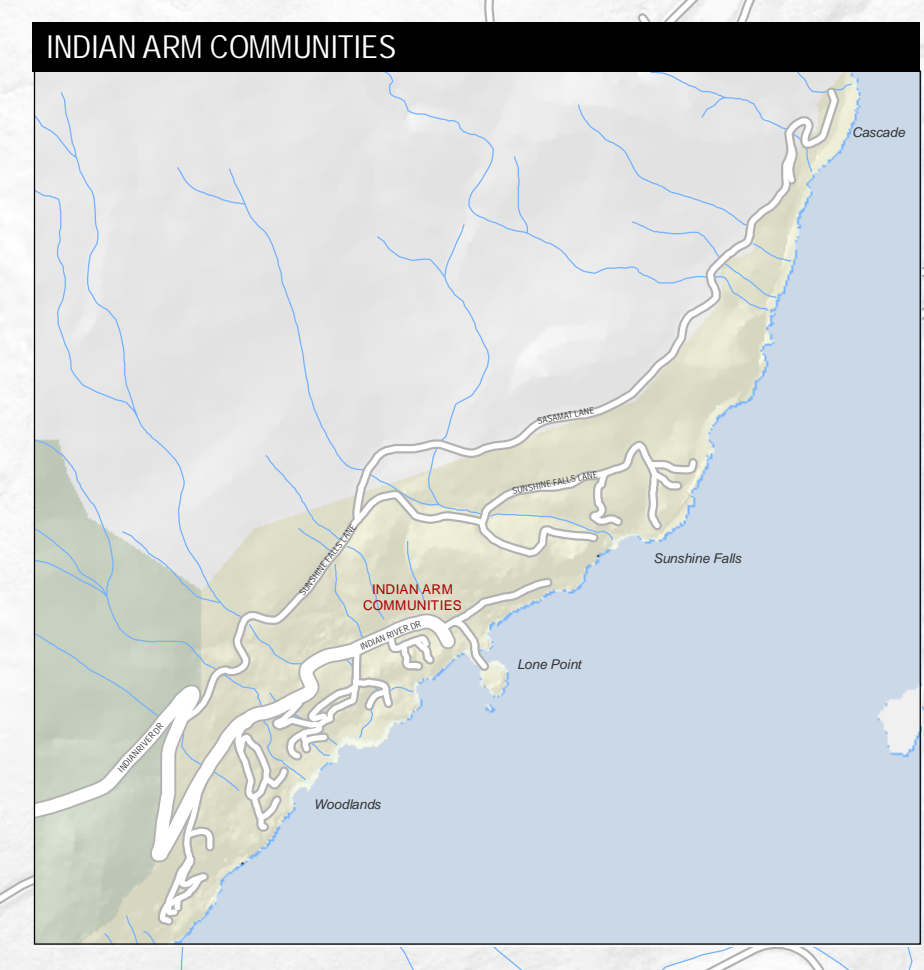 INDIAN ARM COMMUNITIES
Cascade
SASAMAT LANE
SUNSHINE FALLS LANE
SUNSHINE FALLS LANE
Sunshine Falls
INDIAN ARM
COMMUNITIES
INDIAN RIVER DR
Lone Point
INDIAN RIVER DR
Woodlands